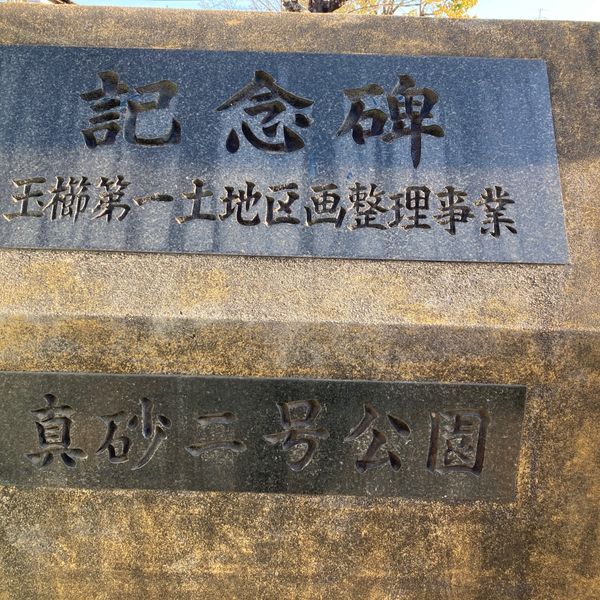 記念碑
玉櫛第一土地区画整理事業
真砂二号公園